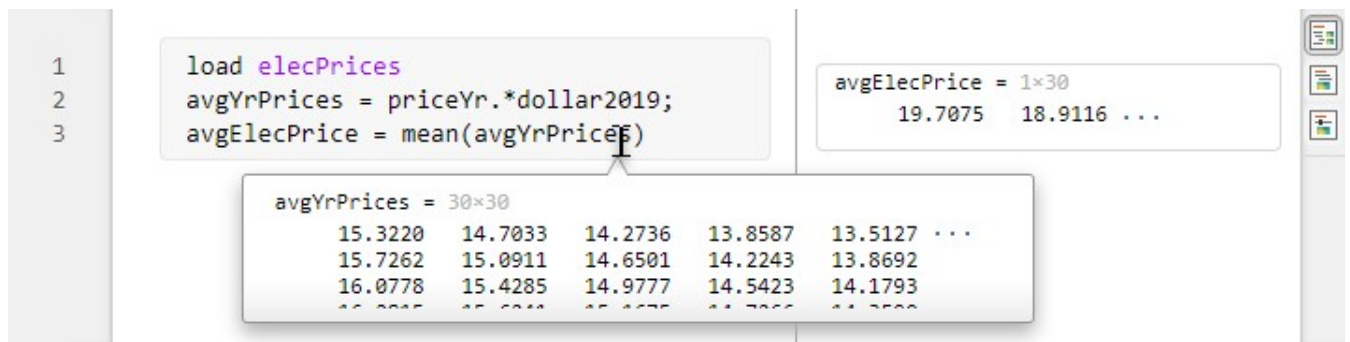 1 load elecPrices
2 avgYrPrices = priceYr.*dollar2019;
3 avgElecPrice = mean(avgYrPrices)
avgElecPrice = 1×30
19.7075 18.9116 ...
avgYrPrices = 30×30
15.3220 14.7033 14.2736 13.8587 13.5127 ...
15.7262 15.0911 14.6501 14.2243 13.8692
16.0778 15.4285 14.9777 14.5423 14.1793